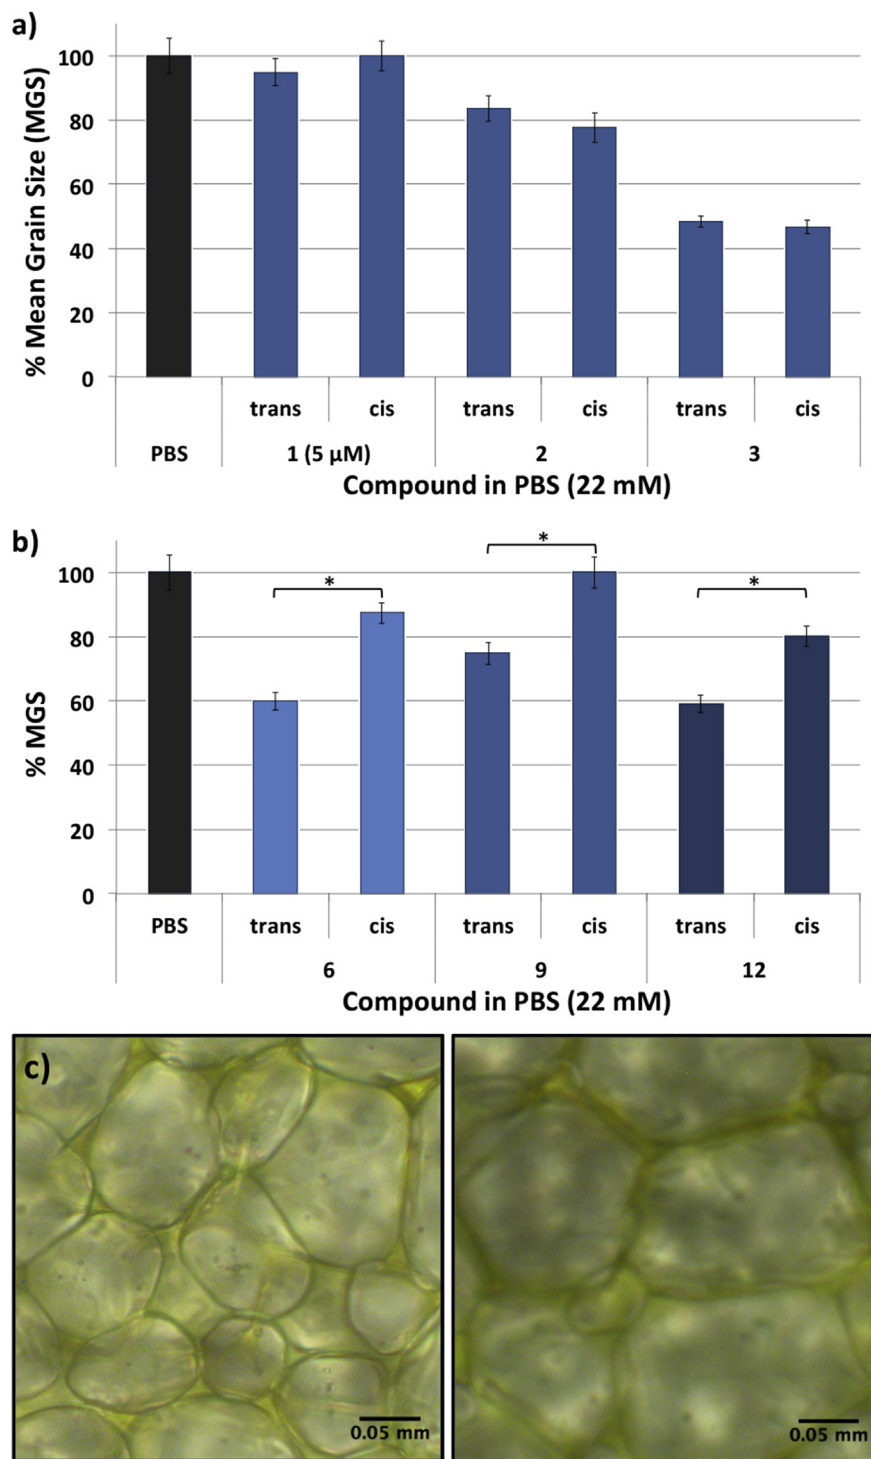 a)
% Mean Grain Size (MGS)
100
80
60
40
20
0
trans cis trans cis trans cis
PBS 1 (5 µM) 2 3
Compound in PBS (22 mM)
b)
% MGS
* * *
100
80
60
40
20
0
PBS trans cis trans cis trans cis
6 9 12
Compound in PBS (22 mM)
c)
0.05 mm 0.05 mm